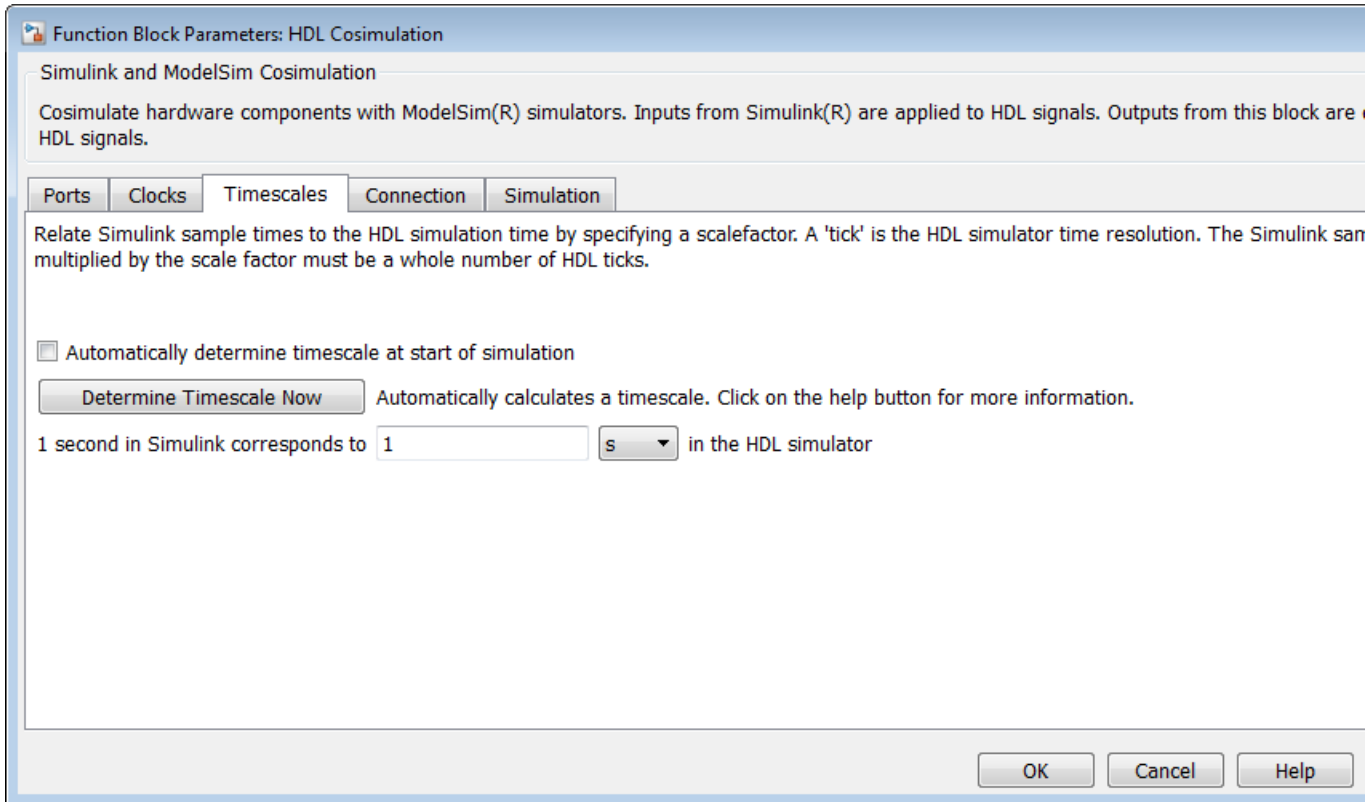 Function Block Parameters: HDL Cosimulation
Simulink and ModelSim Cosimulation
Cosimulate hardware components with ModelSim(R) simulators. Inputs from Simulink(R) are applied to HDL signals. Outputs from this block are
HDL signals.
Ports Clocks Timescales Connection Simulation
Relate Simulink sample times to the HDL simulation time by specifying a scalefactor. A 'tick' is the HDL simulator time resolution. The Simulink
multiplied by the scale factor must be a whole number of HDL ticks.
Automatically determine timescale at start of simulation
Determine Timescale Now Automatically calculates a timescale. Click on the help button for more information.
1 second in Simulink corresponds to 1 s in the HDL simulator
OK Cancel Help